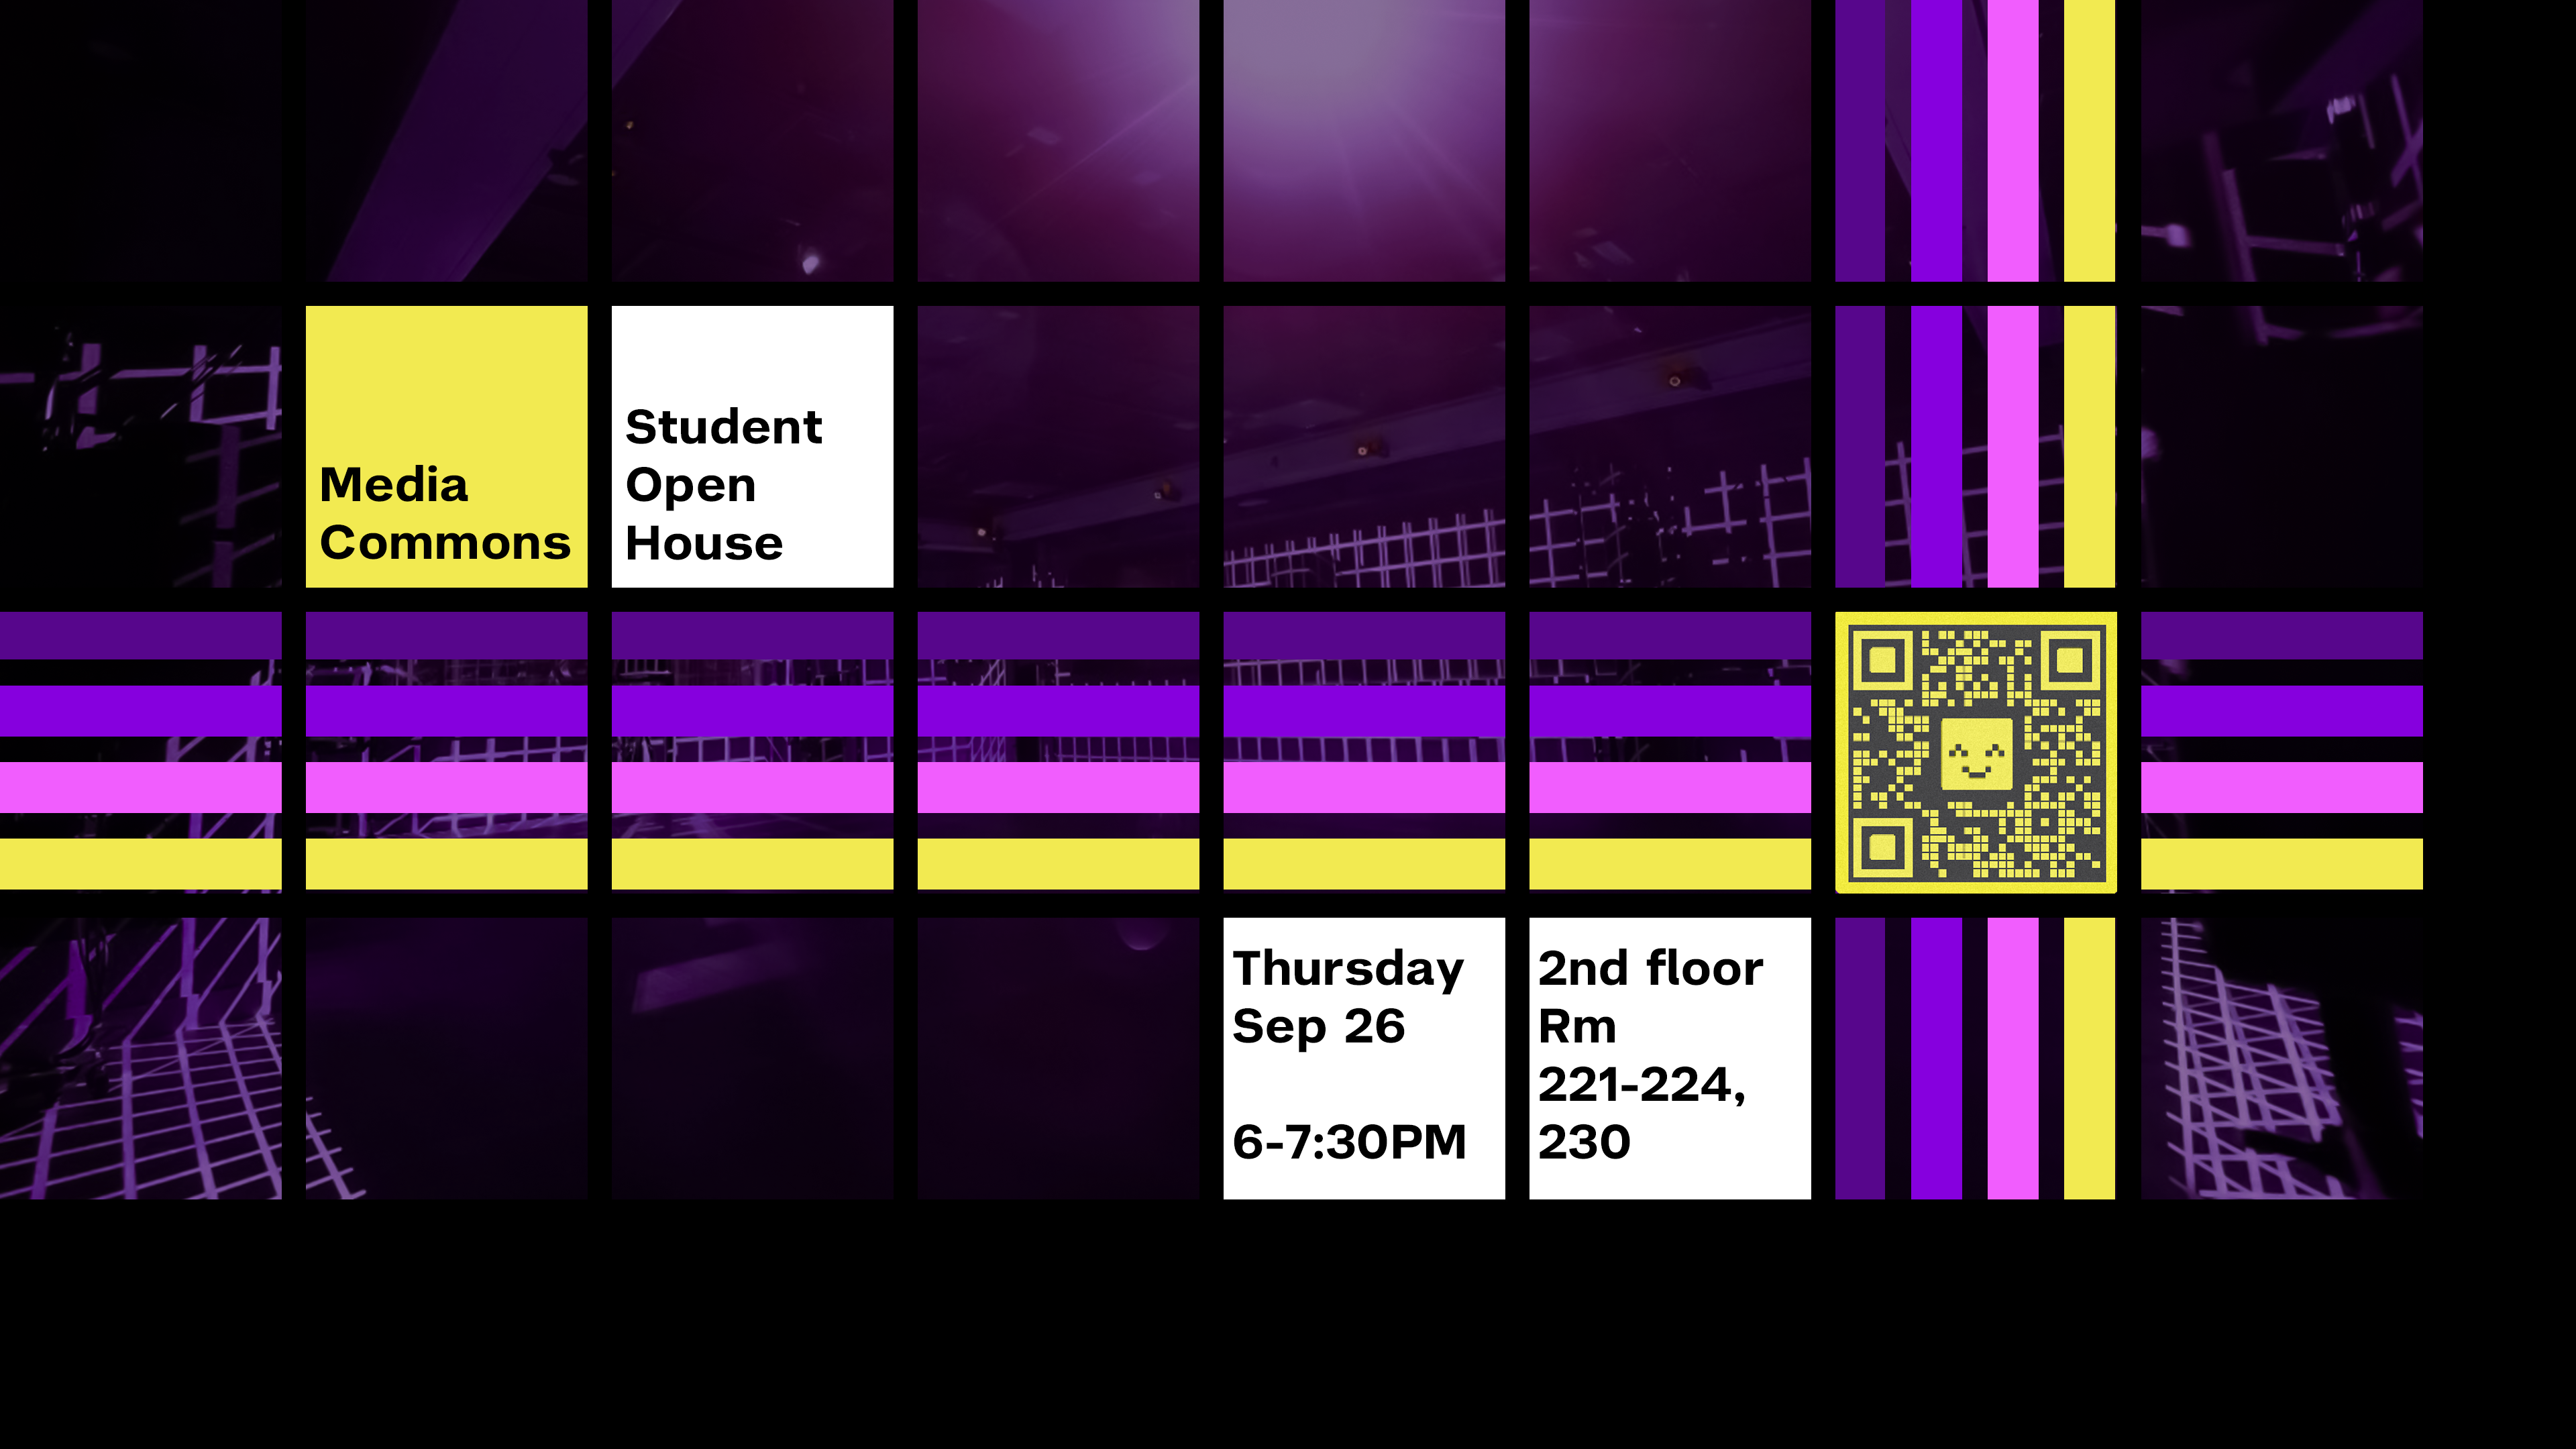 Media
Commons
Student
Open
House
Thursday
Sep 26
6-7:30PM
2nd floor
Rm
221-224,
230